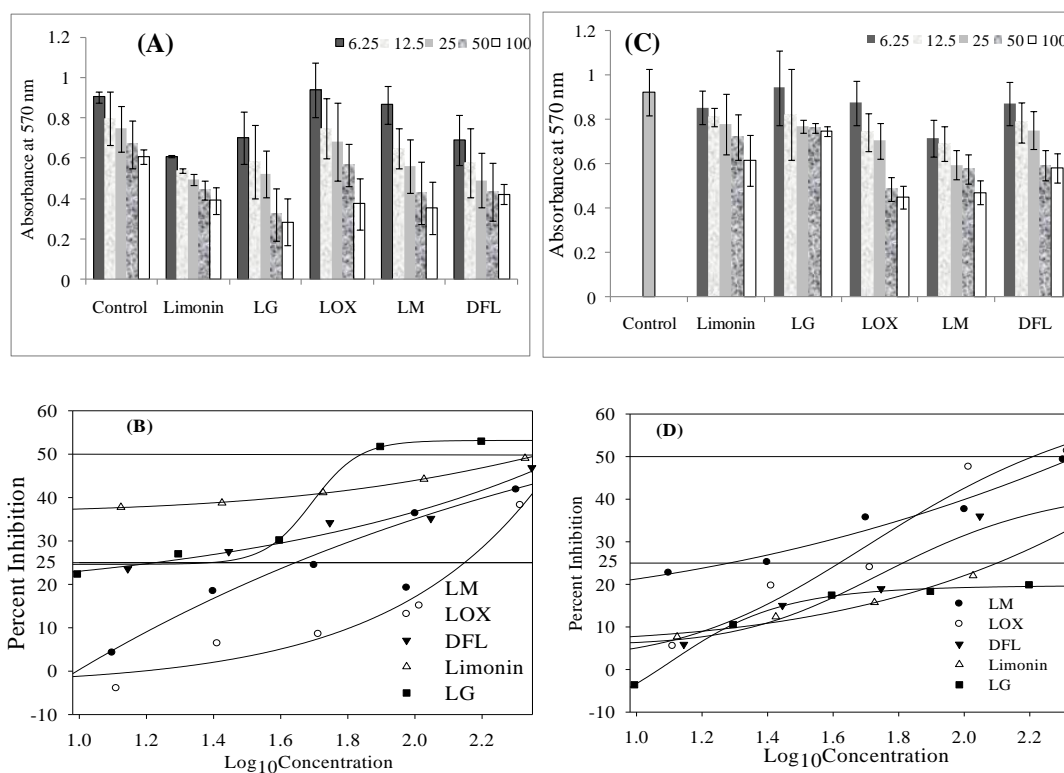 (A)
6.25 12.5 25 50 100
Absorbance at 570 nm
1.2
1
0.8
0.6
0.4
0.2
0
Control Limonin LG LOX LM DFL
(C)
6.25 12.5 25 50 100
Absorbance at 570 nm
1.2
1
0.8
0.6
0.4
0.2
0
Control Limonin LG LOX LM DFL
(B)
Percent Inhibition
60
50
40
30
25
20
10
0
-10
LM
LOX
DFL
Limonin
LG
1.0 1.2 1.4 1.6 1.8 2.0 2.2
Log10Concentration
(D)
Percent Inhibition
60
50
40
30
25
20
10
0
-10
LM
LOX
DFL
Limonin
LG
1.0 1.2 1.4 1.6 1.8 2.0 2.2
Log10Concentration